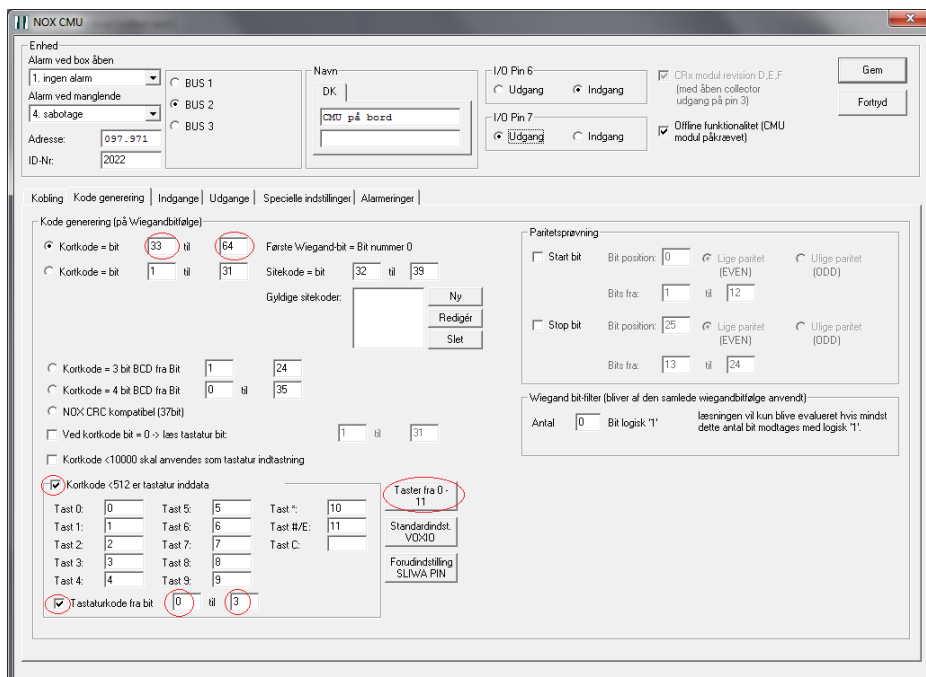 NOX CMU
Enhed
Alarm ved box åben
1. ingen alarm
Alarm ved manglende
4. sabotage
Adresse: 097.971
ID-Nr: 2022
BUS 1
BUS 2
BUS 3
Navn
DK
CMU på bord
I/O Pin 6
Udgang Indgang
I/O Pin 7
Udgang Indgang
CRx modul revision D,E,F
(med åben collector
udgang på pin 3)
Offline funktionalitet (CMU
modul påkrævet)
Gem
Fortryd
Kobling Kode generering Indgange Udgange Specielle indstillinger Alarmeringer
Kode generering (på Wiegandbitfølge)
Kortkode = bit 33 til 64 Første Wiegand-bit = Bit nummer 0
Kortkode = bit 1 til 31 Sitekode = bit 32 til 39
Gyldige sitekoder:
Ny
Redigér
Slet
Kortkode = 3 bit BCD fra Bit 1 24
Kortkode = 4 bit BCD fra Bit 0 til 35
NOX CRC kompatibel (37bit)
Ved kortkode bit = 0 -> læs tastatur bit: 1 til 31
Kortkode <10000 skal anvendes som tastatur indtastning
Kortkode <512 er tastatur inddata
Tast 0: 0 Tast 5: 5 Tast *: 10
Tast 1: 1 Tast 6: 6 Tast #/E: 11
Tast 2: 2 Tast 7: 7 Tast C:
Tast 3: 3 Tast 8: 8
Tast 4: 4 Tast 9: 9
Tastaturkode fra bit 0 til 3
Taster fra 0 -
11
Standardindst.
VOXIO
Forudindstilling
SLIWA PIN
Paritetsprøvning
Start bit Bit position: 0 Lige paritet
(EVEN) Ulige paritet
(ODD)
Bits fra: 1 til 12
Stop bit Bit position: 25 Lige paritet
(EVEN) Ulige paritet
(ODD)
Bits fra: 13 til 24
Wiegand bit-filter (bliver af den samlede wiegandbitfølge anvendt)
Antal 0 Bit logisk '1' læsningen vil kun blive evalueret hvis mindst
dette antal bit modtages med logisk '1'.